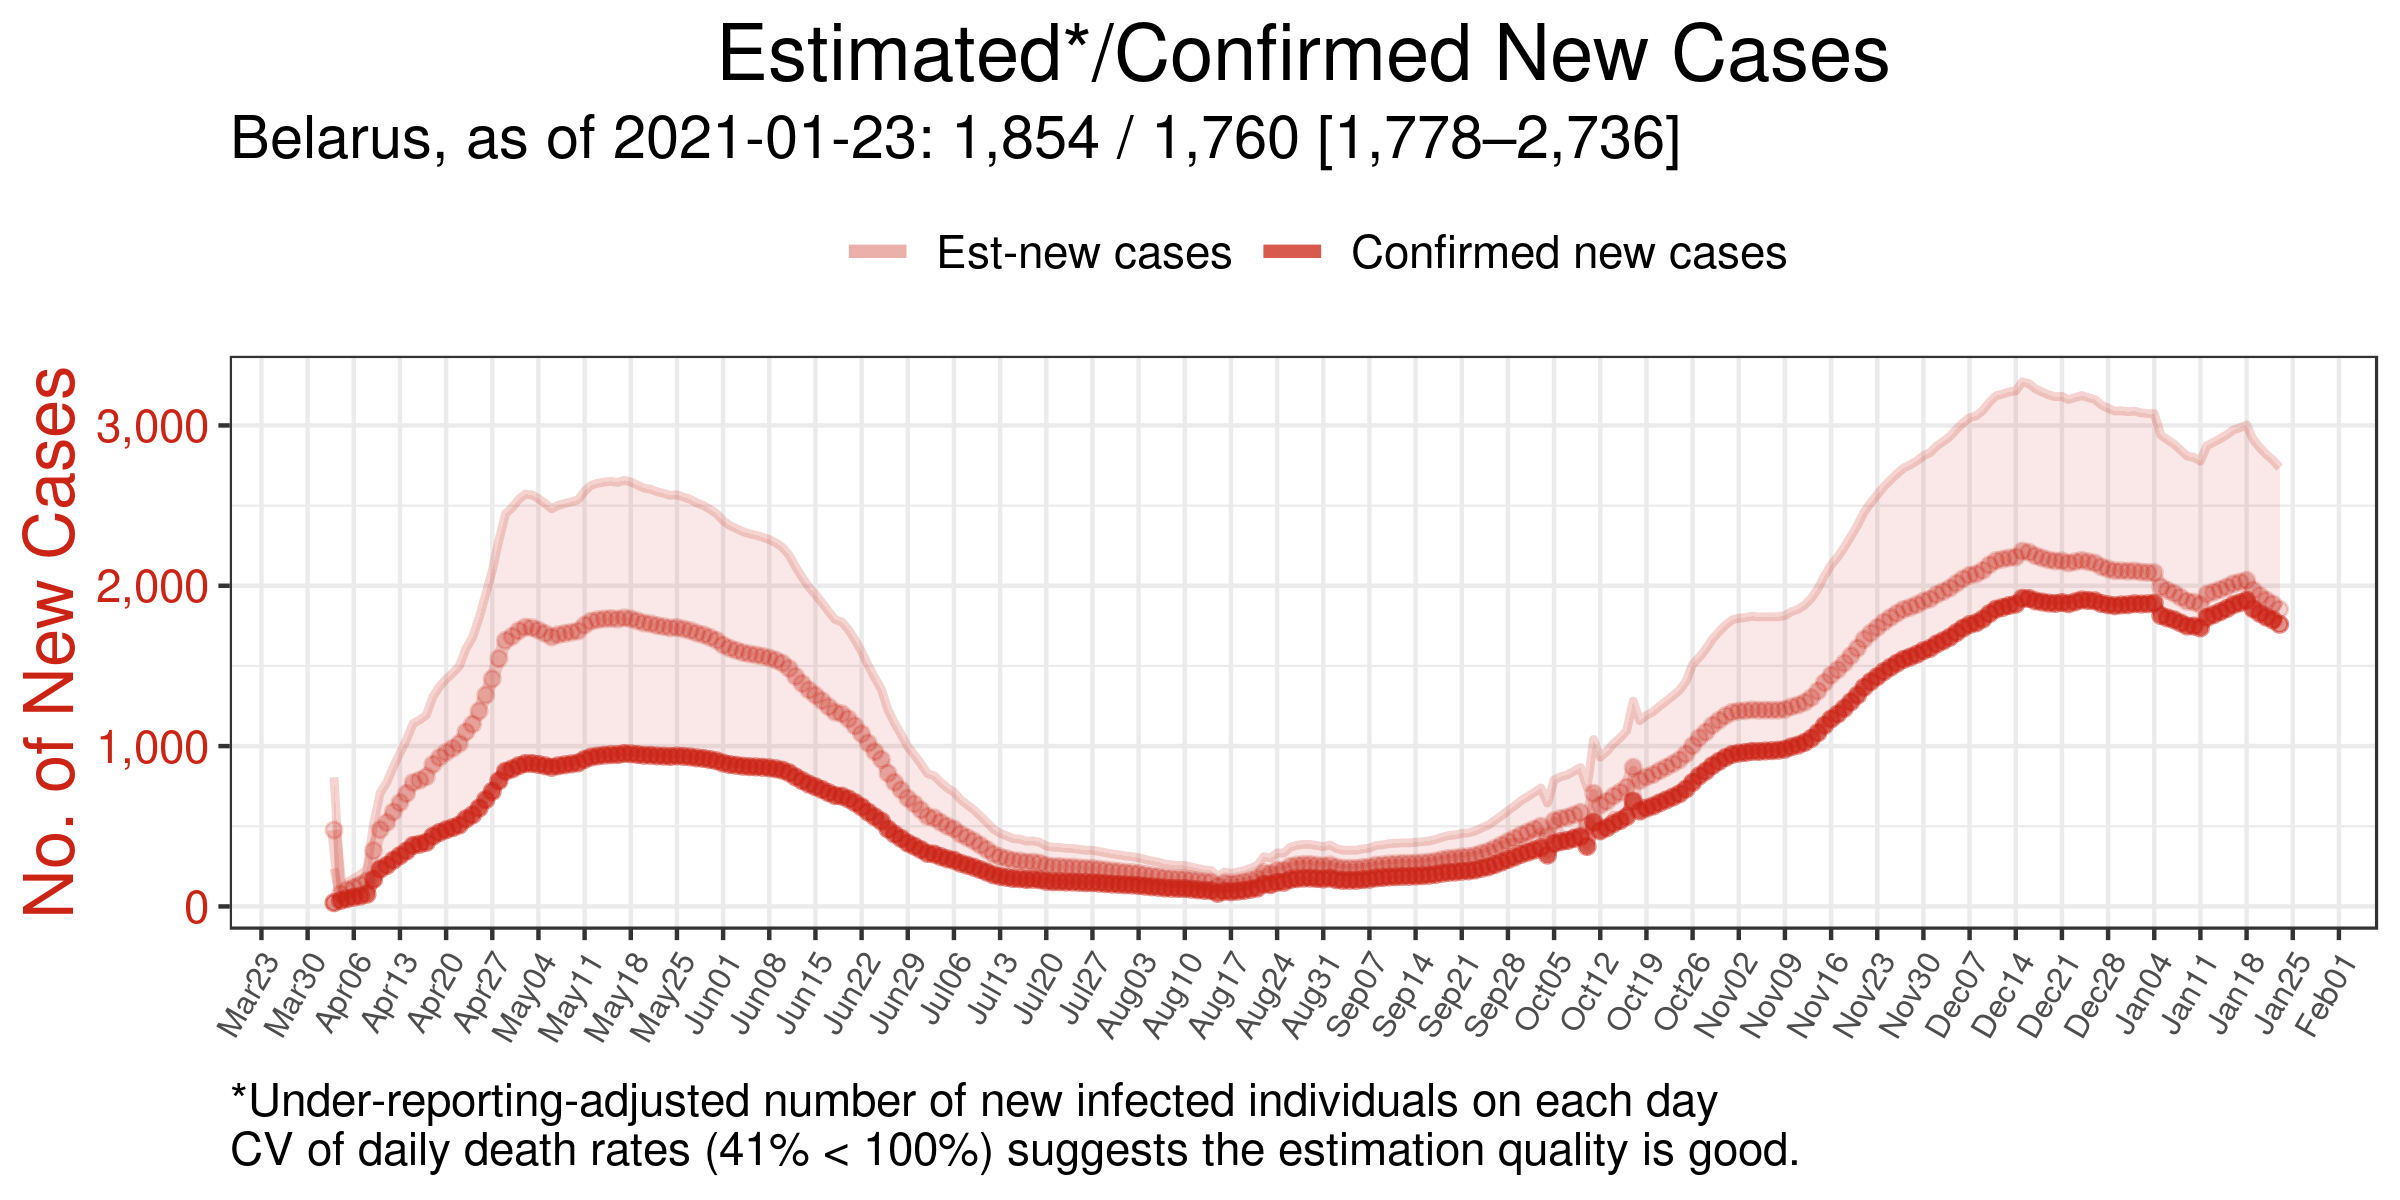 Estimated*/Confirmed New Cases
Belarus, as of 2021-01-23: 1,854 / 1,760 [1,778–2,736]
Est-new cases Confirmed new cases
No. of New Cases
3,000
2,000
1,000
0
Mar23 Mar30 Apr06 Apr13 Apr20 Apr27 May04 May11 May18 May25 Jun01 Jun08 Jun15 Jun22 Jun29 Jul06 Jul13 Jul20 Jul27 Aug03 Aug10 Aug17 Aug24 Aug31 Sep07 Sep14 Sep21 Sep28 Oct05 Oct12 Oct19 Oct26 Nov02 Nov09 Nov16 Nov23 Nov30 Dec07 Dec14 Dec21 Dec28 Jan04 Jan11 Jan18 Jan25 Feb01
*Under-reporting-adjusted number of new infected individuals on each day
CV of daily death rates (41% < 100%) suggests the estimation quality is good.